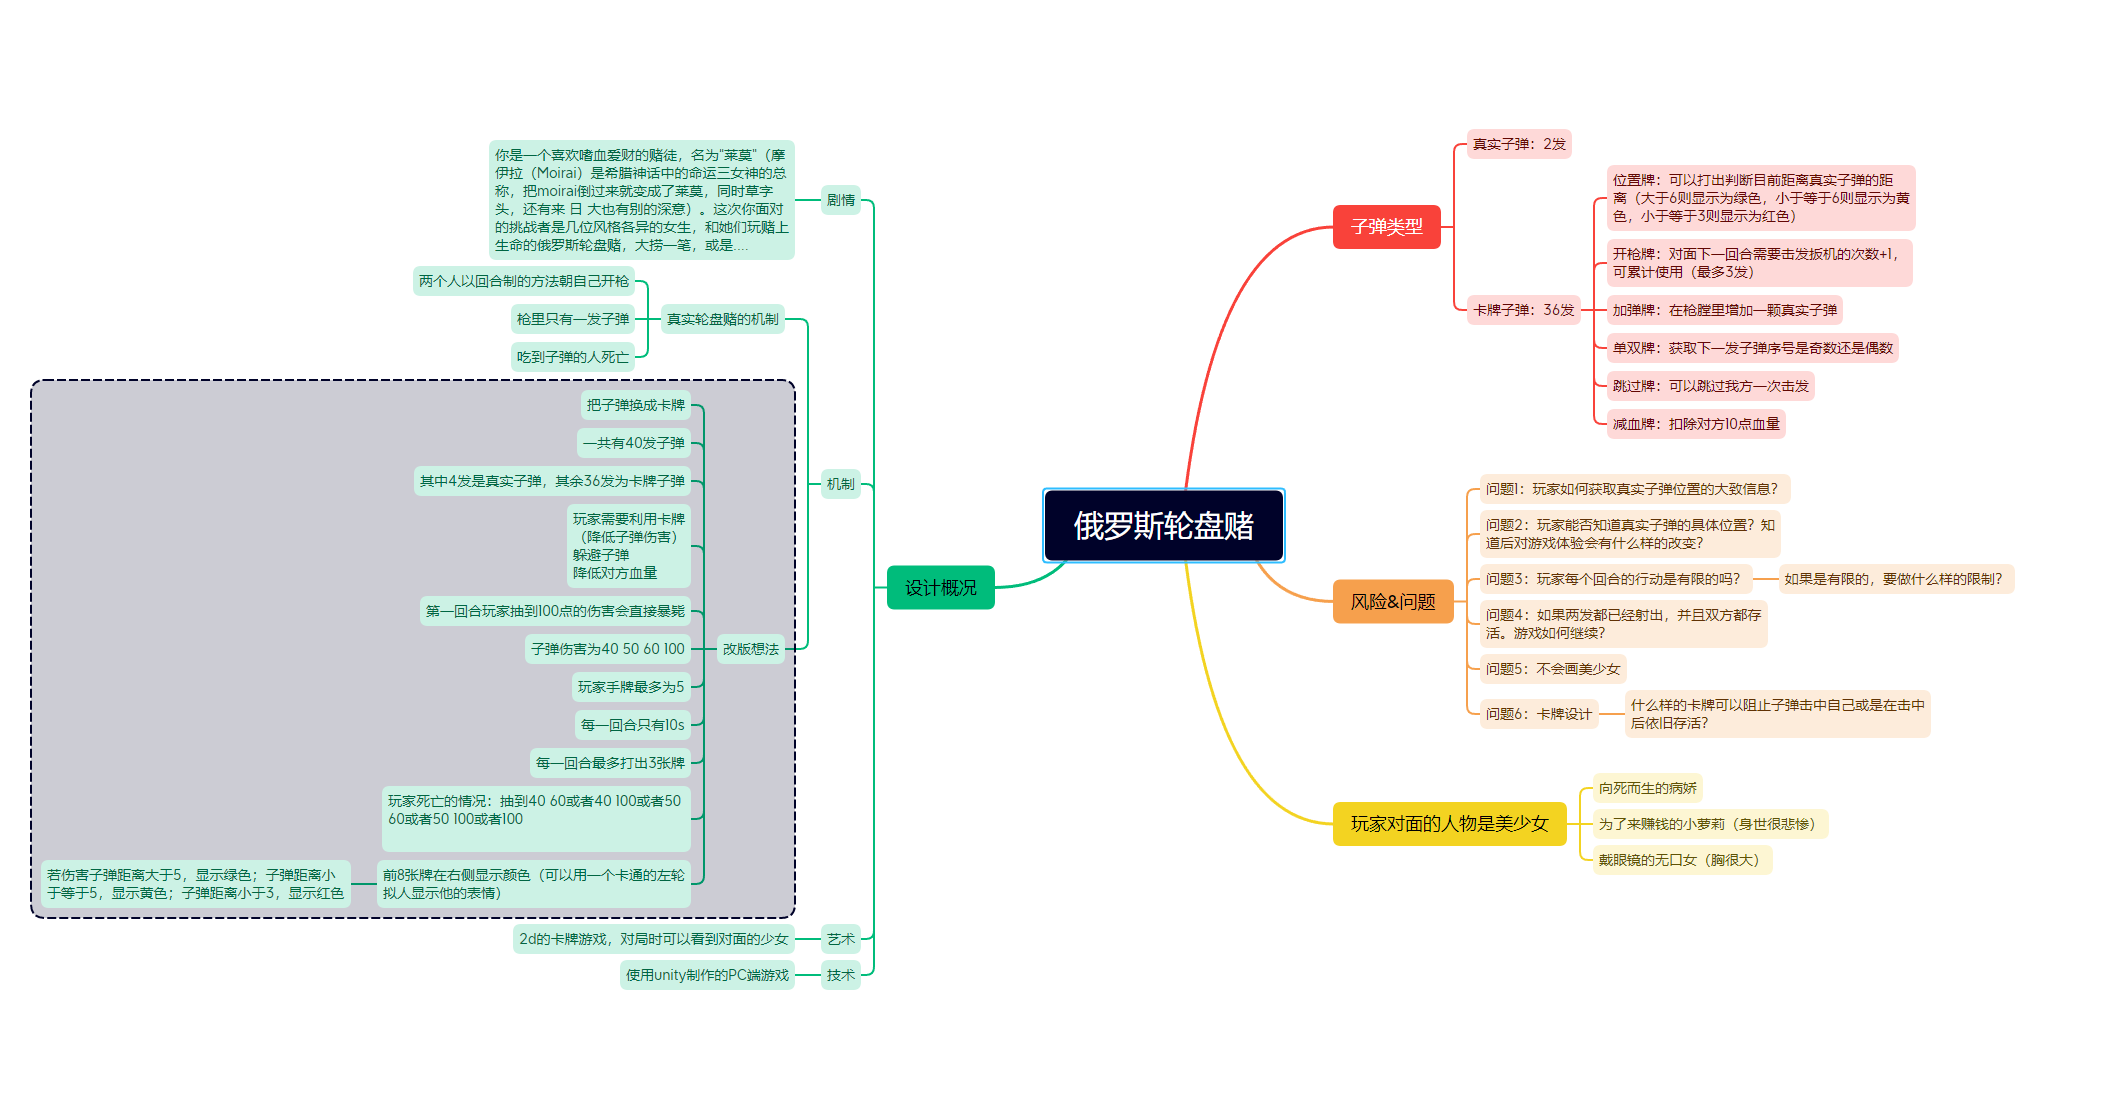 俄罗斯轮盘赌
子弹类型
真实子弹：2发
卡牌子弹：36发
位置牌：可以打出判断目前距离真实子弹的距
离（大于6则显示为绿色，小于等于6则显示为黄
色，小于等于3则显示为红色）
开枪牌：对面下一回合需要击发扳机的次数+1，
可累计使用（最多3发）
加弹牌：在枪膛里增加一颗真实子弹
单双牌：获取下一发子弹序号是奇数还是偶数
跳过牌：可以跳过我方一次击发
减血牌：扣除对方10点血量
风险&问题
问题1：玩家如何获取真实子弹位置的大致信息？
问题2：玩家能否知道真实子弹的具体位置？知
道后对游戏体验会有什么样的改变？
问题3：玩家每个回合的行动是有限的吗？
如果是有限的，要做什么样的限制？
问题4：如果两发都已经射出，并且双方都存
活。游戏如何继续？
问题5：不会画美少女
问题6：卡牌设计
什么样的卡牌可以阻止子弹击中自己或是在击中
后依旧存活？
玩家对面的人物是美少女
向死而生的病娇
为了来赚钱的小萝莉（身世很悲惨）
戴眼镜的无口女（胸很大）
设计概况
剧情
你是一个喜欢嗜血爱财的赌徒，名为“莱莫”（摩
伊拉（Moirai）是希腊神话中的命运三女神的总
称，把moirai倒过来就变成了莱莫，同时草字
头，还有来 日 大也有别的深意）。这次你面对
的挑战者是几位风格各异的女生，和她们玩赌上
生命的俄罗斯轮盘赌，大捞一笔，或是....
机制
真实轮盘赌的机制
两个人以回合制的方法朝自己开枪
枪里只有一发子弹
吃到子弹的人死亡
改版想法
把子弹换成卡牌
一共有40发子弹
其中4发是真实子弹，其余36发为卡牌子弹
玩家需要利用卡牌
（降低子弹伤害）
躲避子弹
降低对方血量
第一回合玩家抽到100点的伤害会直接暴毙
子弹伤害为40 50 60 100
玩家手牌最多为5
每一回合只有10s
每一回合最多打出3张牌
玩家死亡的情况：抽到40 60或者40 100或者50
60或者50 100或者100
前8张牌在右侧显示颜色（可以用一个卡通的左轮
拟人显示他的表情）
若伤害子弹距离大于5，显示绿色；子弹距离小
于等于5，显示黄色；子弹距离小于3，显示红色
艺术
2d的卡牌游戏，对局时可以看到对面的少女
技术
使用unity制作的PC端游戏